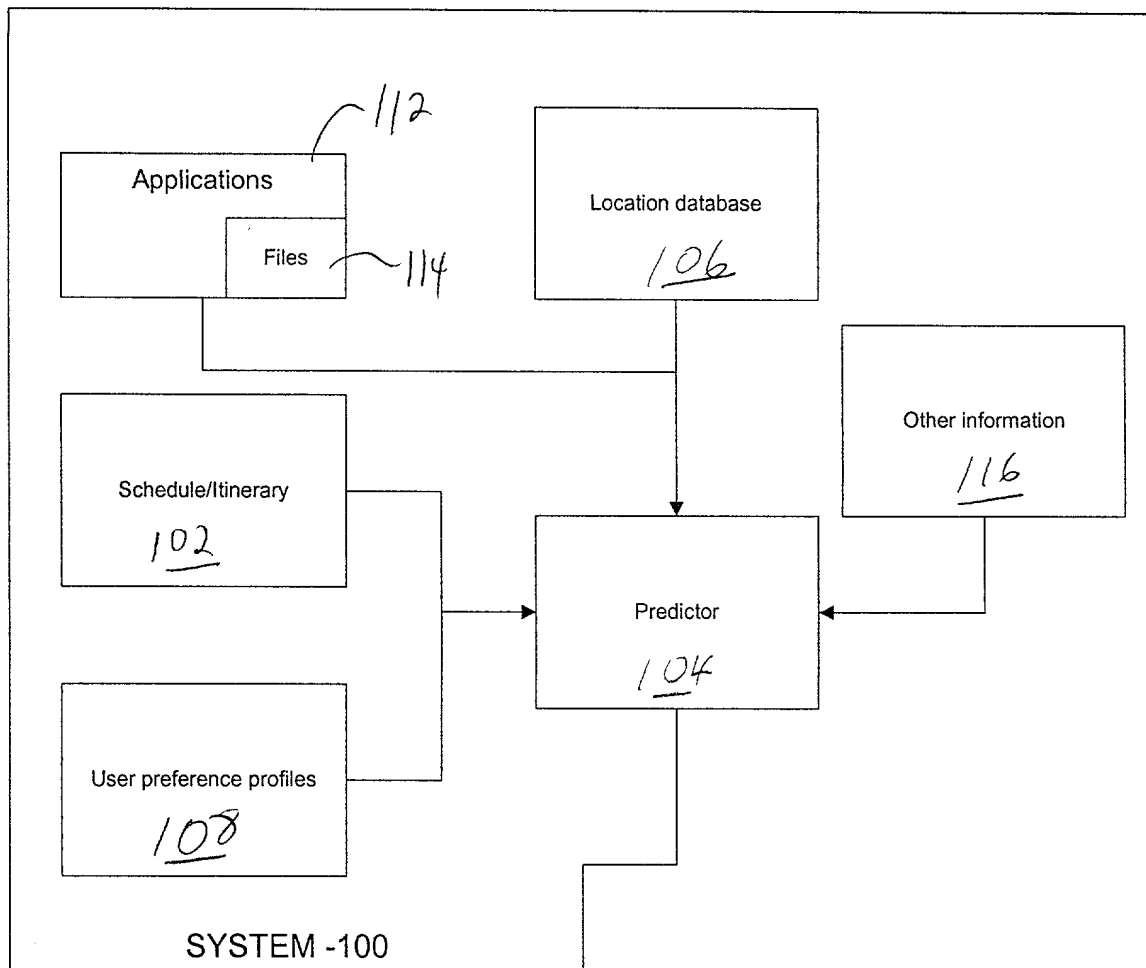 112
Applications
Files
114
Location database
106
Other information
116
Schedule/Itinerary
102
Predictor
104
User preference profiles
108
SYSTEM -100